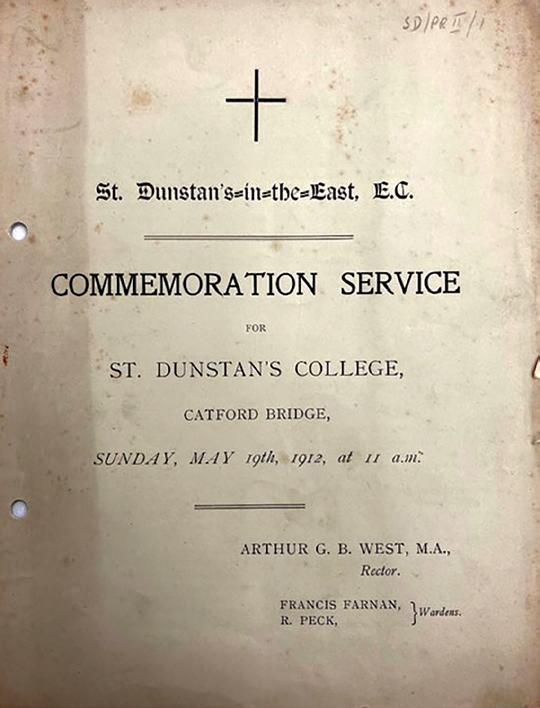 SD/PR II/1
St. Dunstan's=in=the=East, E.C.
COMMEMORATION SERVICE
FOR
ST. DUNSTAN'S COLLEGE,
CATFORD BRIDGE,
SUNDAY, MAY 19th, 1912, at 11 a.m.
ARTHUR G. B. WEST, M.A.,
Rector.
FRANCIS FARNAN,
R. PECK,
} Wardens.